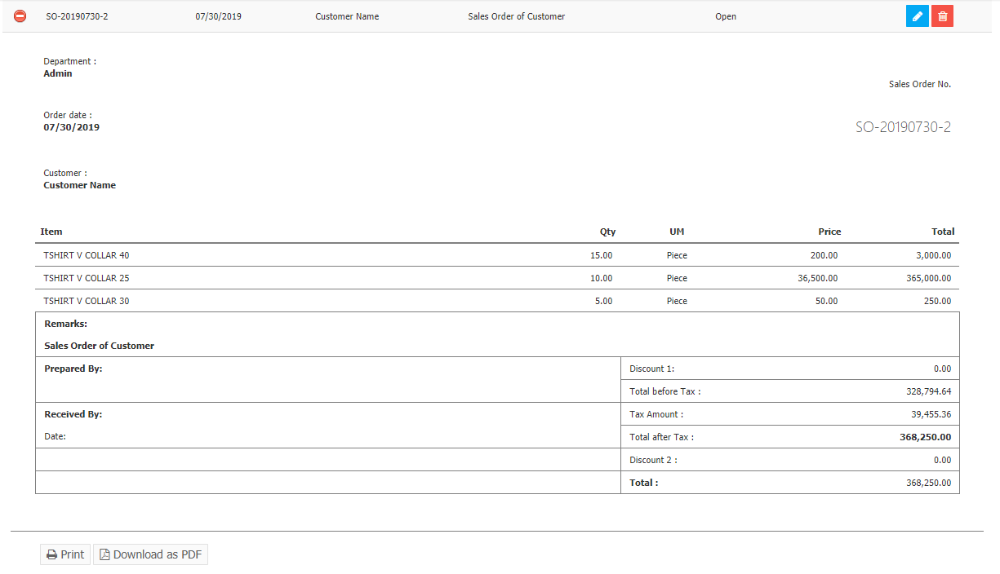 SO-20190730-2 07/30/2019 Customer Name Sales Order of Customer Open
Department :
Admin
Sales Order No.
Order date :
07/30/2019
SO-20190730-2
Customer :
Customer Name
Item Qty UM Price Total
TSHIRT V COLLAR 40 15.00 Piece 200.00 3,000.00
TSHIRT V COLLAR 25 10.00 Piece 36,500.00 365,000.00
TSHIRT V COLLAR 30 5.00 Piece 50.00 250.00
Remarks:
Sales Order of Customer
Prepared By: Discount 1: 0.00
Total before Tax : 328,794.64
Received By: Tax Amount : 39,455.36
Date: Total after Tax : 368,250.00
Discount 2 : 0.00
Total : 368,250.00
Print Download as PDF